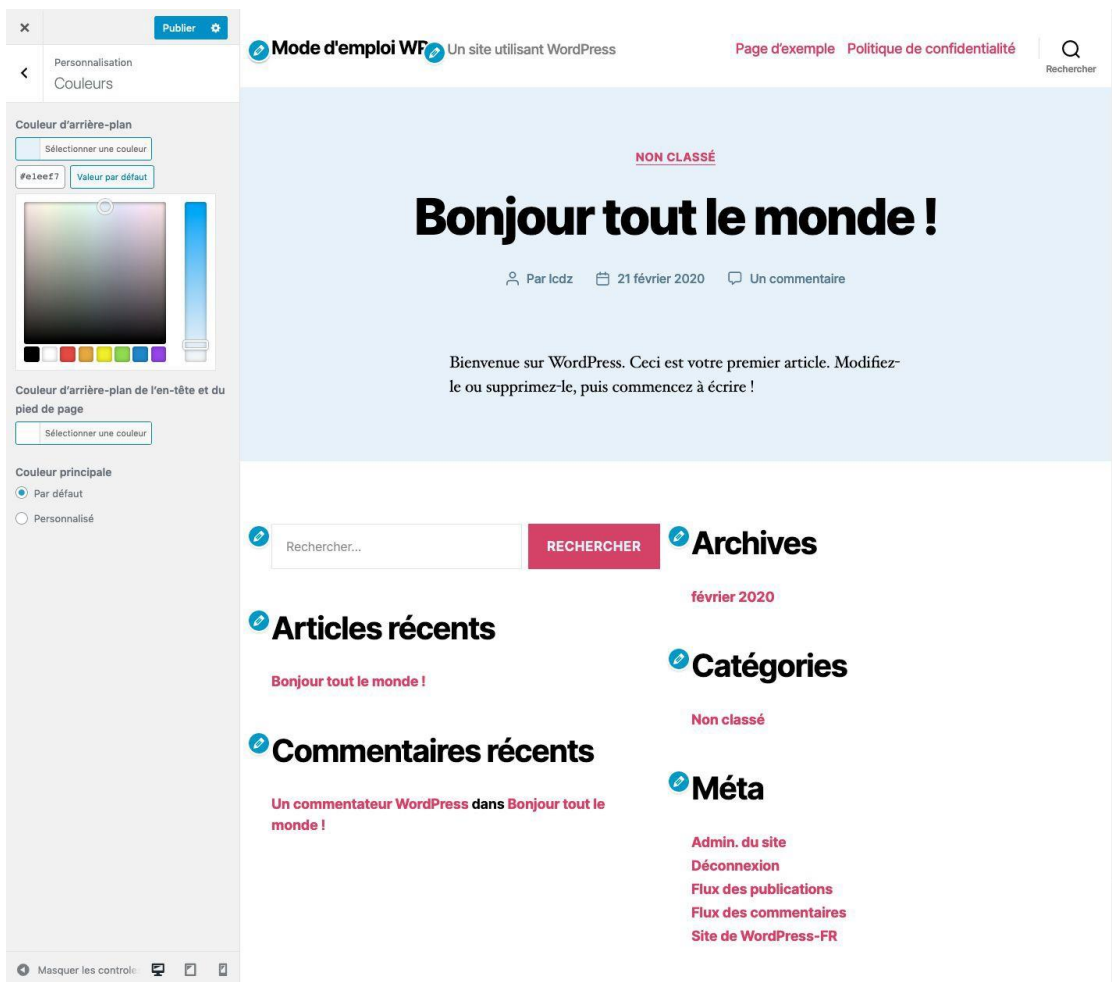 Publier
Personnalisation
Couleurs
Couleur d'arrière-plan
Sélectionner une couleur
#e1eef7
Valeur par défaut
Couleur d'arrière-plan de l'en-tête et du
pied de page
Sélectionner une couleur
Couleur principale
Par défaut
Personnalisé
Masquer les controle
Mode d'emploi WP
Un site utilisant WordPress
Page d'exemple
Politique de confidentialité
Rechercher
NON CLASSÉ
Bonjour tout le monde !
Par lcdz
21 février 2020
Un commentaire
Bienvenue sur WordPress. Ceci est votre premier article. Modifiez-
le ou supprimez-le, puis commencez à écrire !
Rechercher...
RECHERCHER
Articles récents
Bonjour tout le monde !
Commentaires récents
Un commentateur WordPress dans Bonjour tout le
monde !
Archives
février 2020
Catégories
Non classé
Méta
Admin. du site
Déconnexion
Flux des publications
Flux des commentaires
Site de WordPress-FR